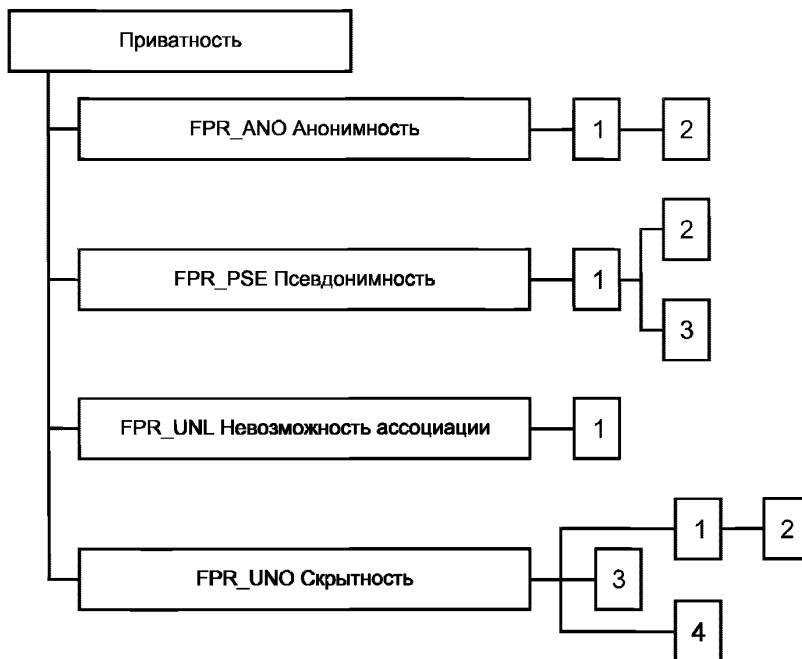 Приватность
FPR_ANO Анонимность 1 2
2
FPR_PSE Псевдонимность 1
3
FPR_UNL Невозможность ассоциации 1
1 2
FPR_UNO Скрытность 3
4